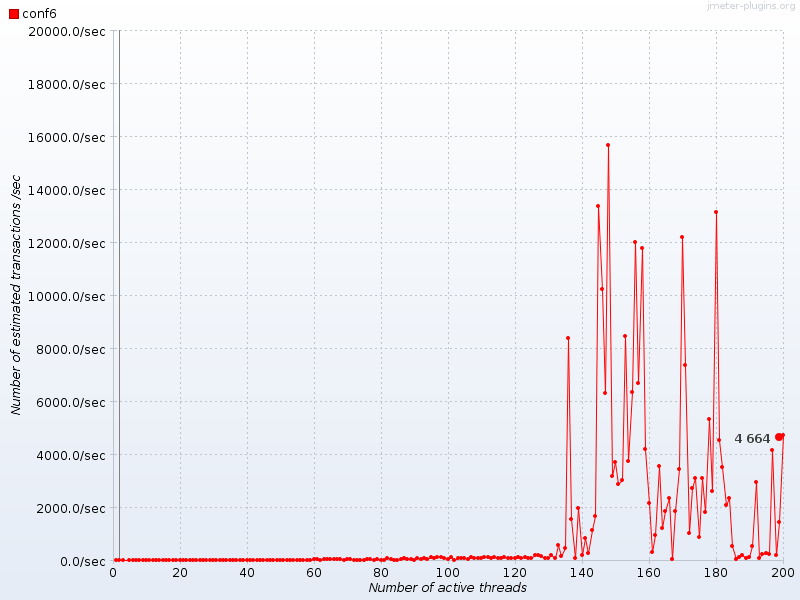 conf6
jmeter-plugins.org
20000.0/sec
18000.0/sec
16000.0/sec
14000.0/sec
12000.0/sec
10000.0/sec
8000.0/sec
6000.0/sec
4000.0/sec
2000.0/sec
0.0/sec
Number of estimated transactions /sec
4 664
0 20 40 60 80 100 120 140 160 180 200
Number of active threads